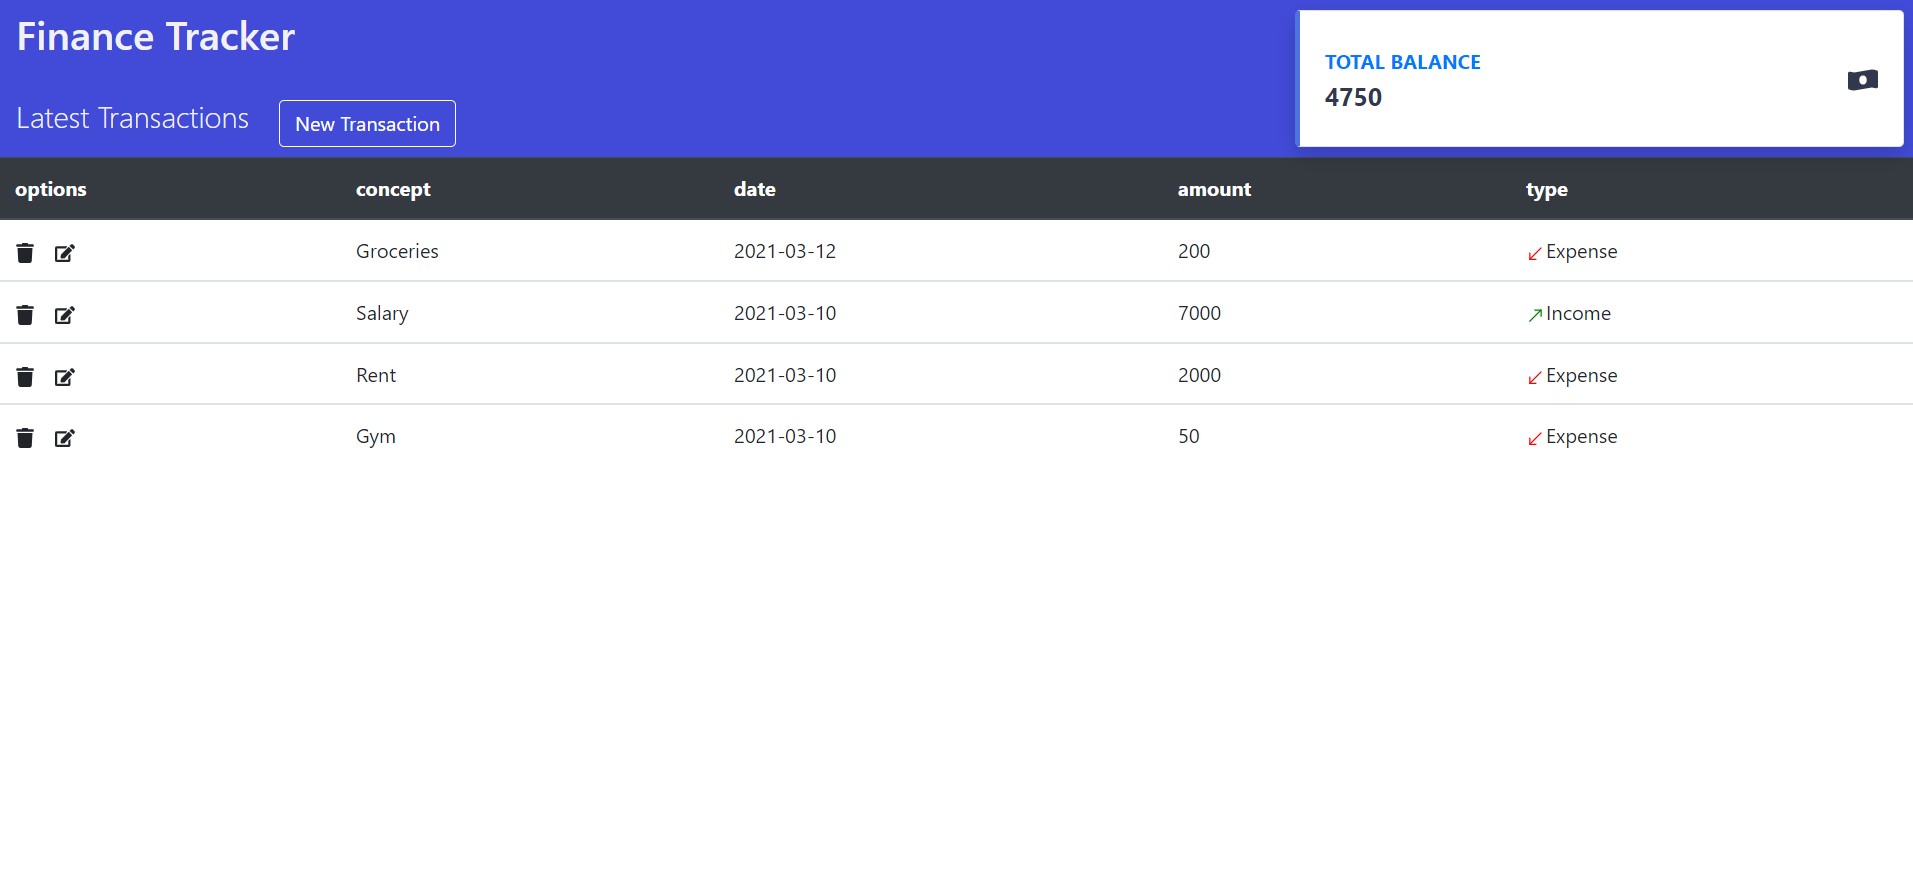 Finance Tracker
TOTAL BALANCE
4750
Latest Transactions New Transaction
options concept date amount type
Groceries 2021-03-12 200 Expense
Salary 2021-03-10 7000 Income
Rent 2021-03-10 2000 Expense
Gym 2021-03-10 50 Expense